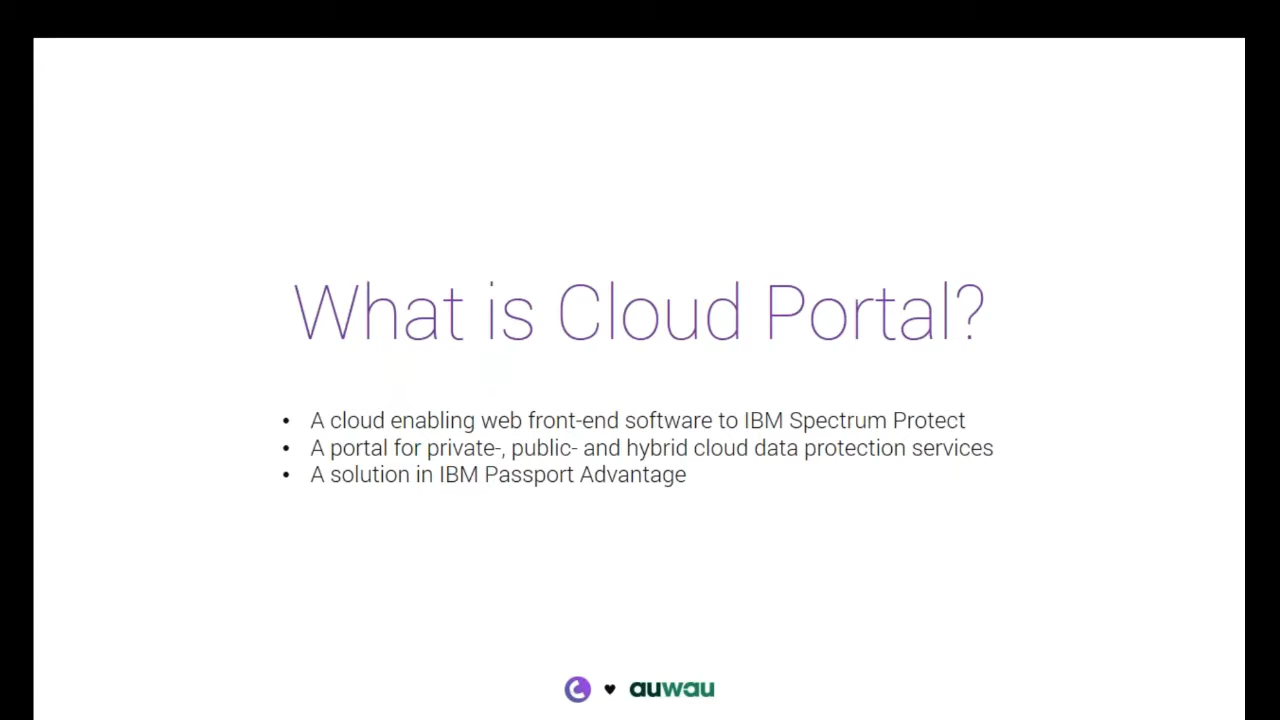 What is Cloud Portal?
• A cloud enabling web front-end software to IBM Spectrum Protect
• A portal for private-, public- and hybrid cloud data protection services
• A solution in IBM Passport Advantage
C ♥ auwau